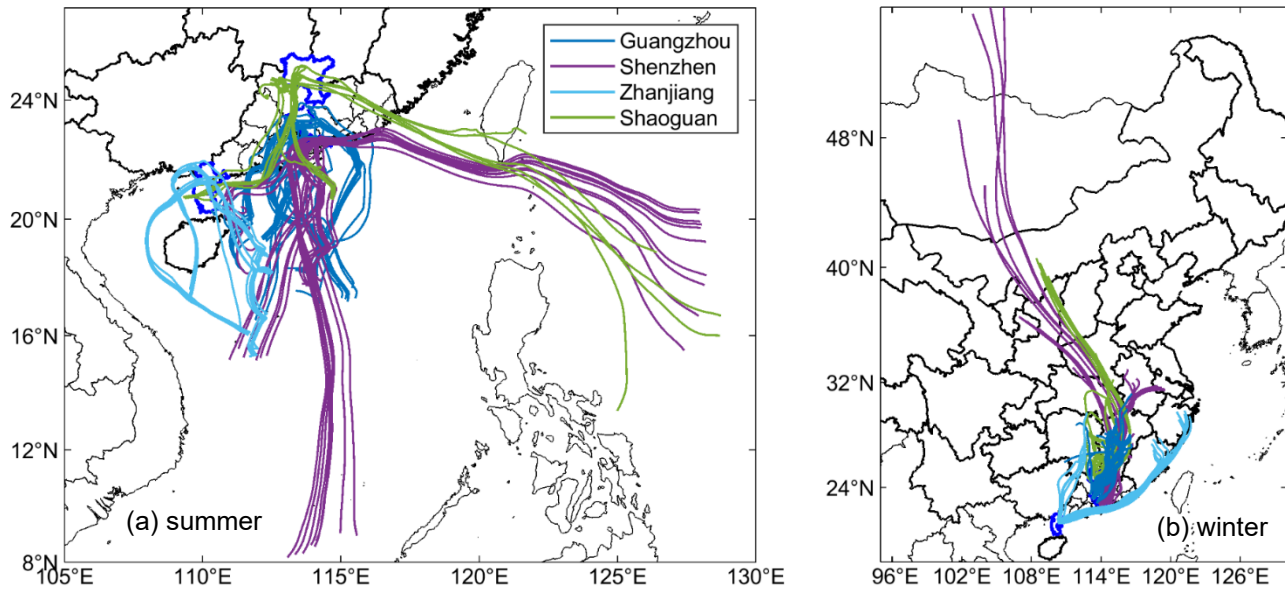 Guangzhou
Shenzhen
Zhanjiang
Shaoguan
24°N
20°N
16°N
12°N
8°N
(a) summer
105°E
110°E
115°E
120°E
125°E
130°E
48°N
40°N
32°N
24°N
(b) winter
96°E
102°E
108°E
114°E
120°E
126°E